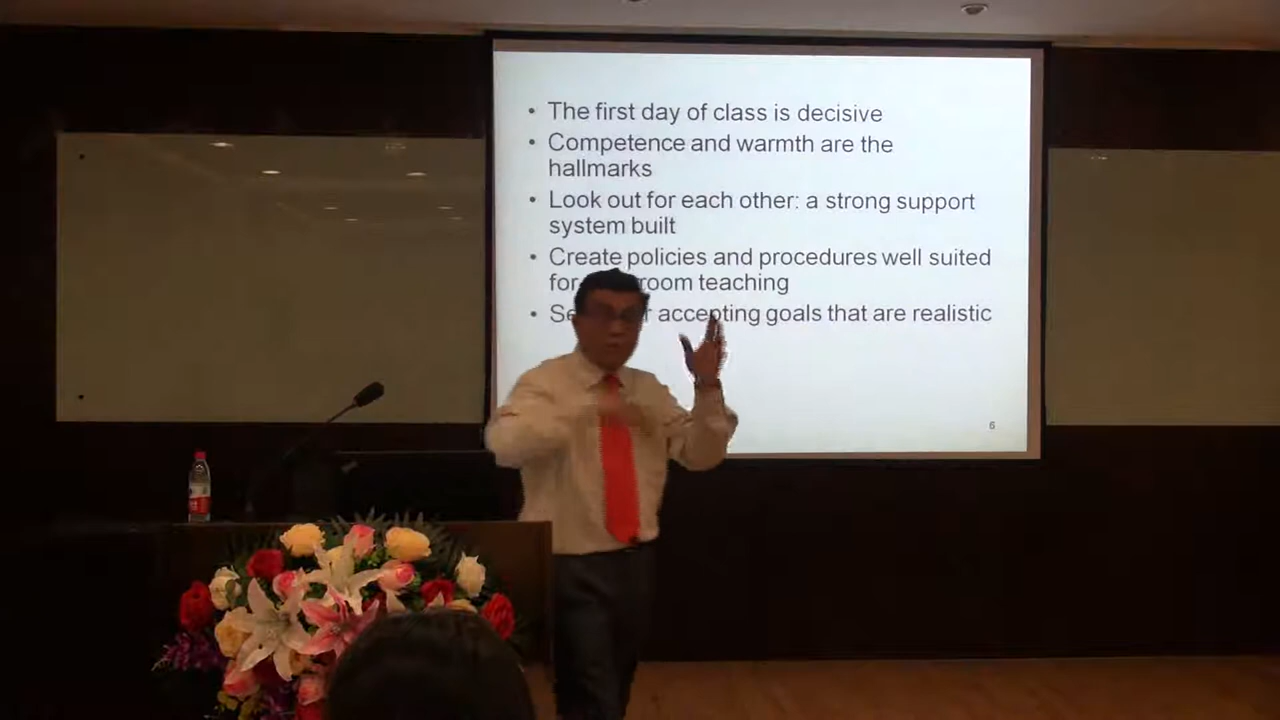 • The first day of class is decisive
• Competence and warmth are the
hallmarks
• Look out for each other: a strong support
system built
• Create policies and procedures well suited
for room teaching
• accepting goals that are realistic
6